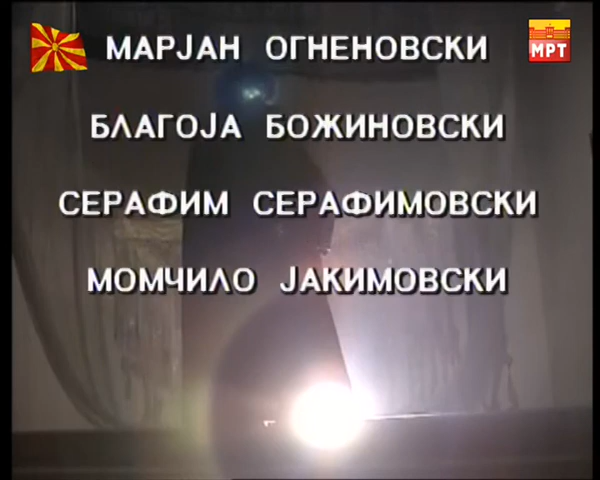 МАРЈАН ОГНЕНОВСКИ
МРТ
БЛАГОЈА БОЖИНОВСКИ
СЕРАФИМ СЕРАФИМОВСКИ
МОМЧИЛО ЈАКИМОВСКИ